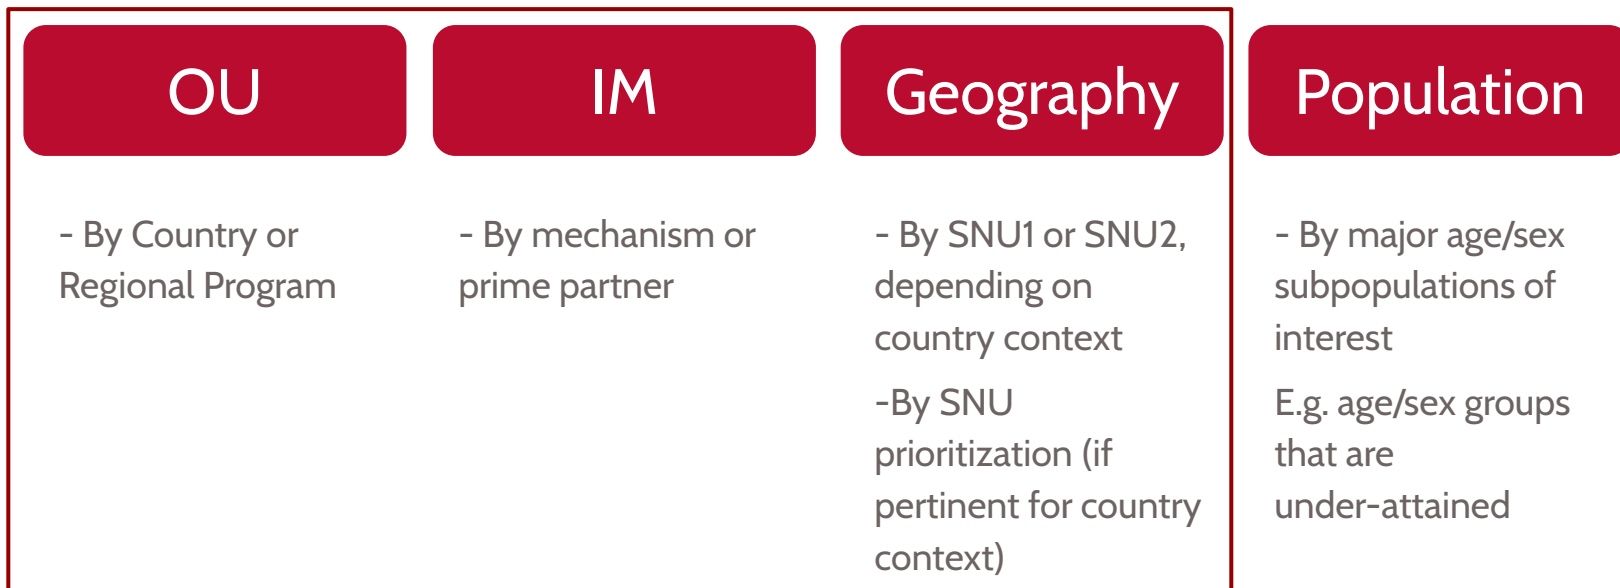 OU
- By Country or
Regional Program
IM
- By mechanism or
prime partner
Geography
- By SNU1 or SNU2,
depending on
country context
-By SNU
prioritization (if
pertinent for country
context)
Population
- By major age/sex
subpopulations of
interest
E.g. age/sex groups
that are
under-attained